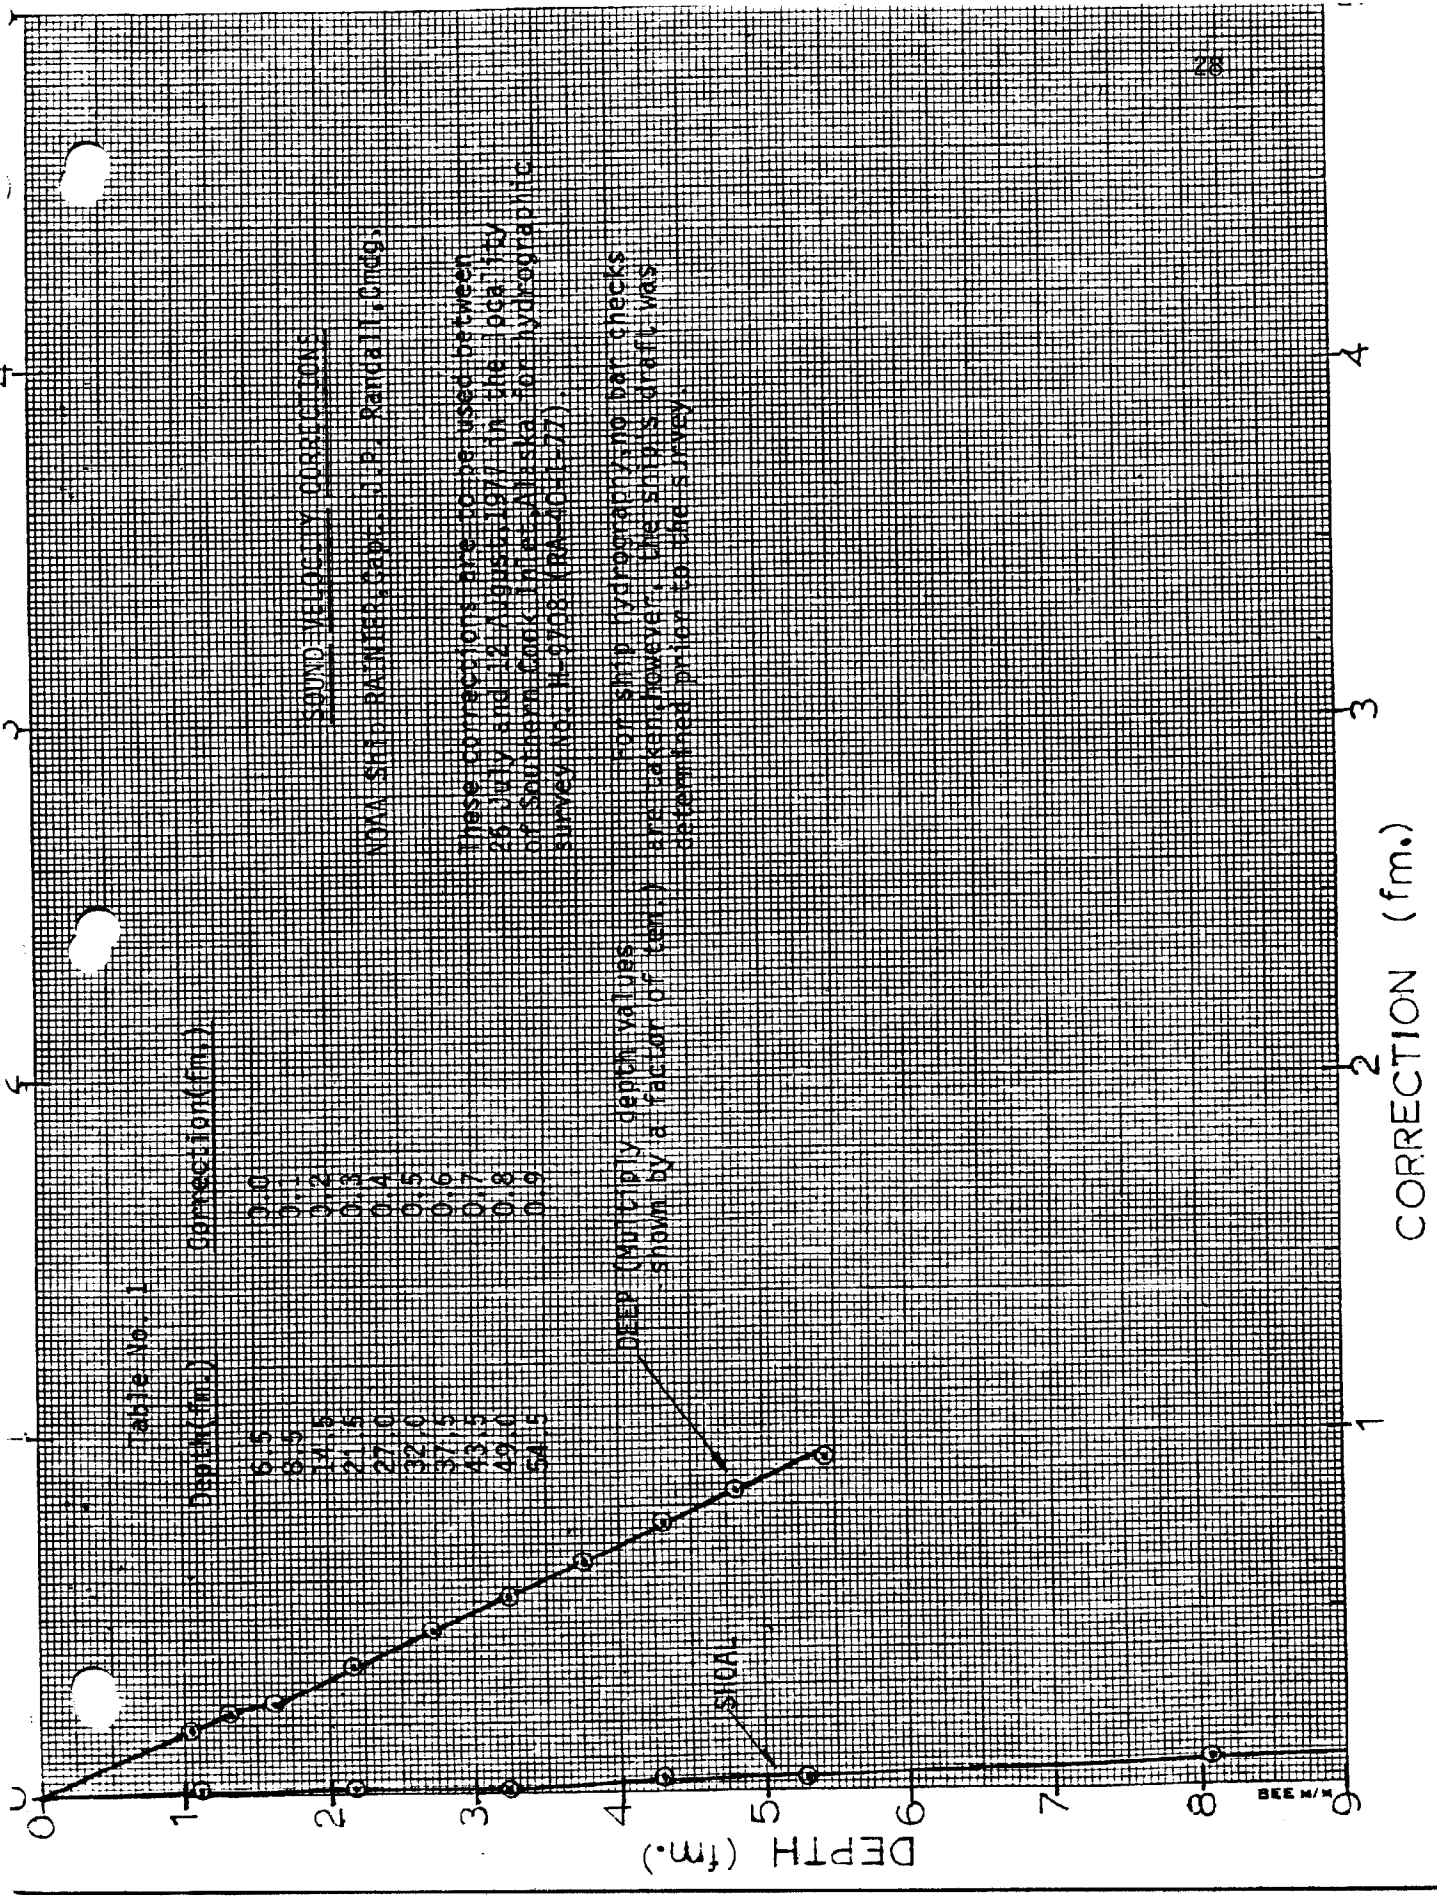 28
Table No. 1
Depth(fm.) Correction(fm.)
6.5 0.0
8.5 0.1
14.5 0.2
21.5 0.3
27.0 0.4
32.0 0.5
37.5 0.6
43.5 0.7
49.0 0.8
54.5 0.9
SOUND VELOCITY CORRECTIONS
NOAA Ship RAINIER, Capt. J.P. Randall, Cmdg.
These corrections are to be used between
26 July and 12 August, 1977 in the locality
of Southern Cook Inlet, Alaska for hydrographic
survey No. H-9708 (RA-40-1-77).
For ship hydrography, no bar checks
are taken, however, the ship's draft was
determined prior to the survey.
DEEP (Multiply depth values
shown by a factor of ten.)
SHOAL
0 1 2 3 4 5 6 7 8 9
DEPTH (fm.)
1 2 3 4
CORRECTION (fm.)